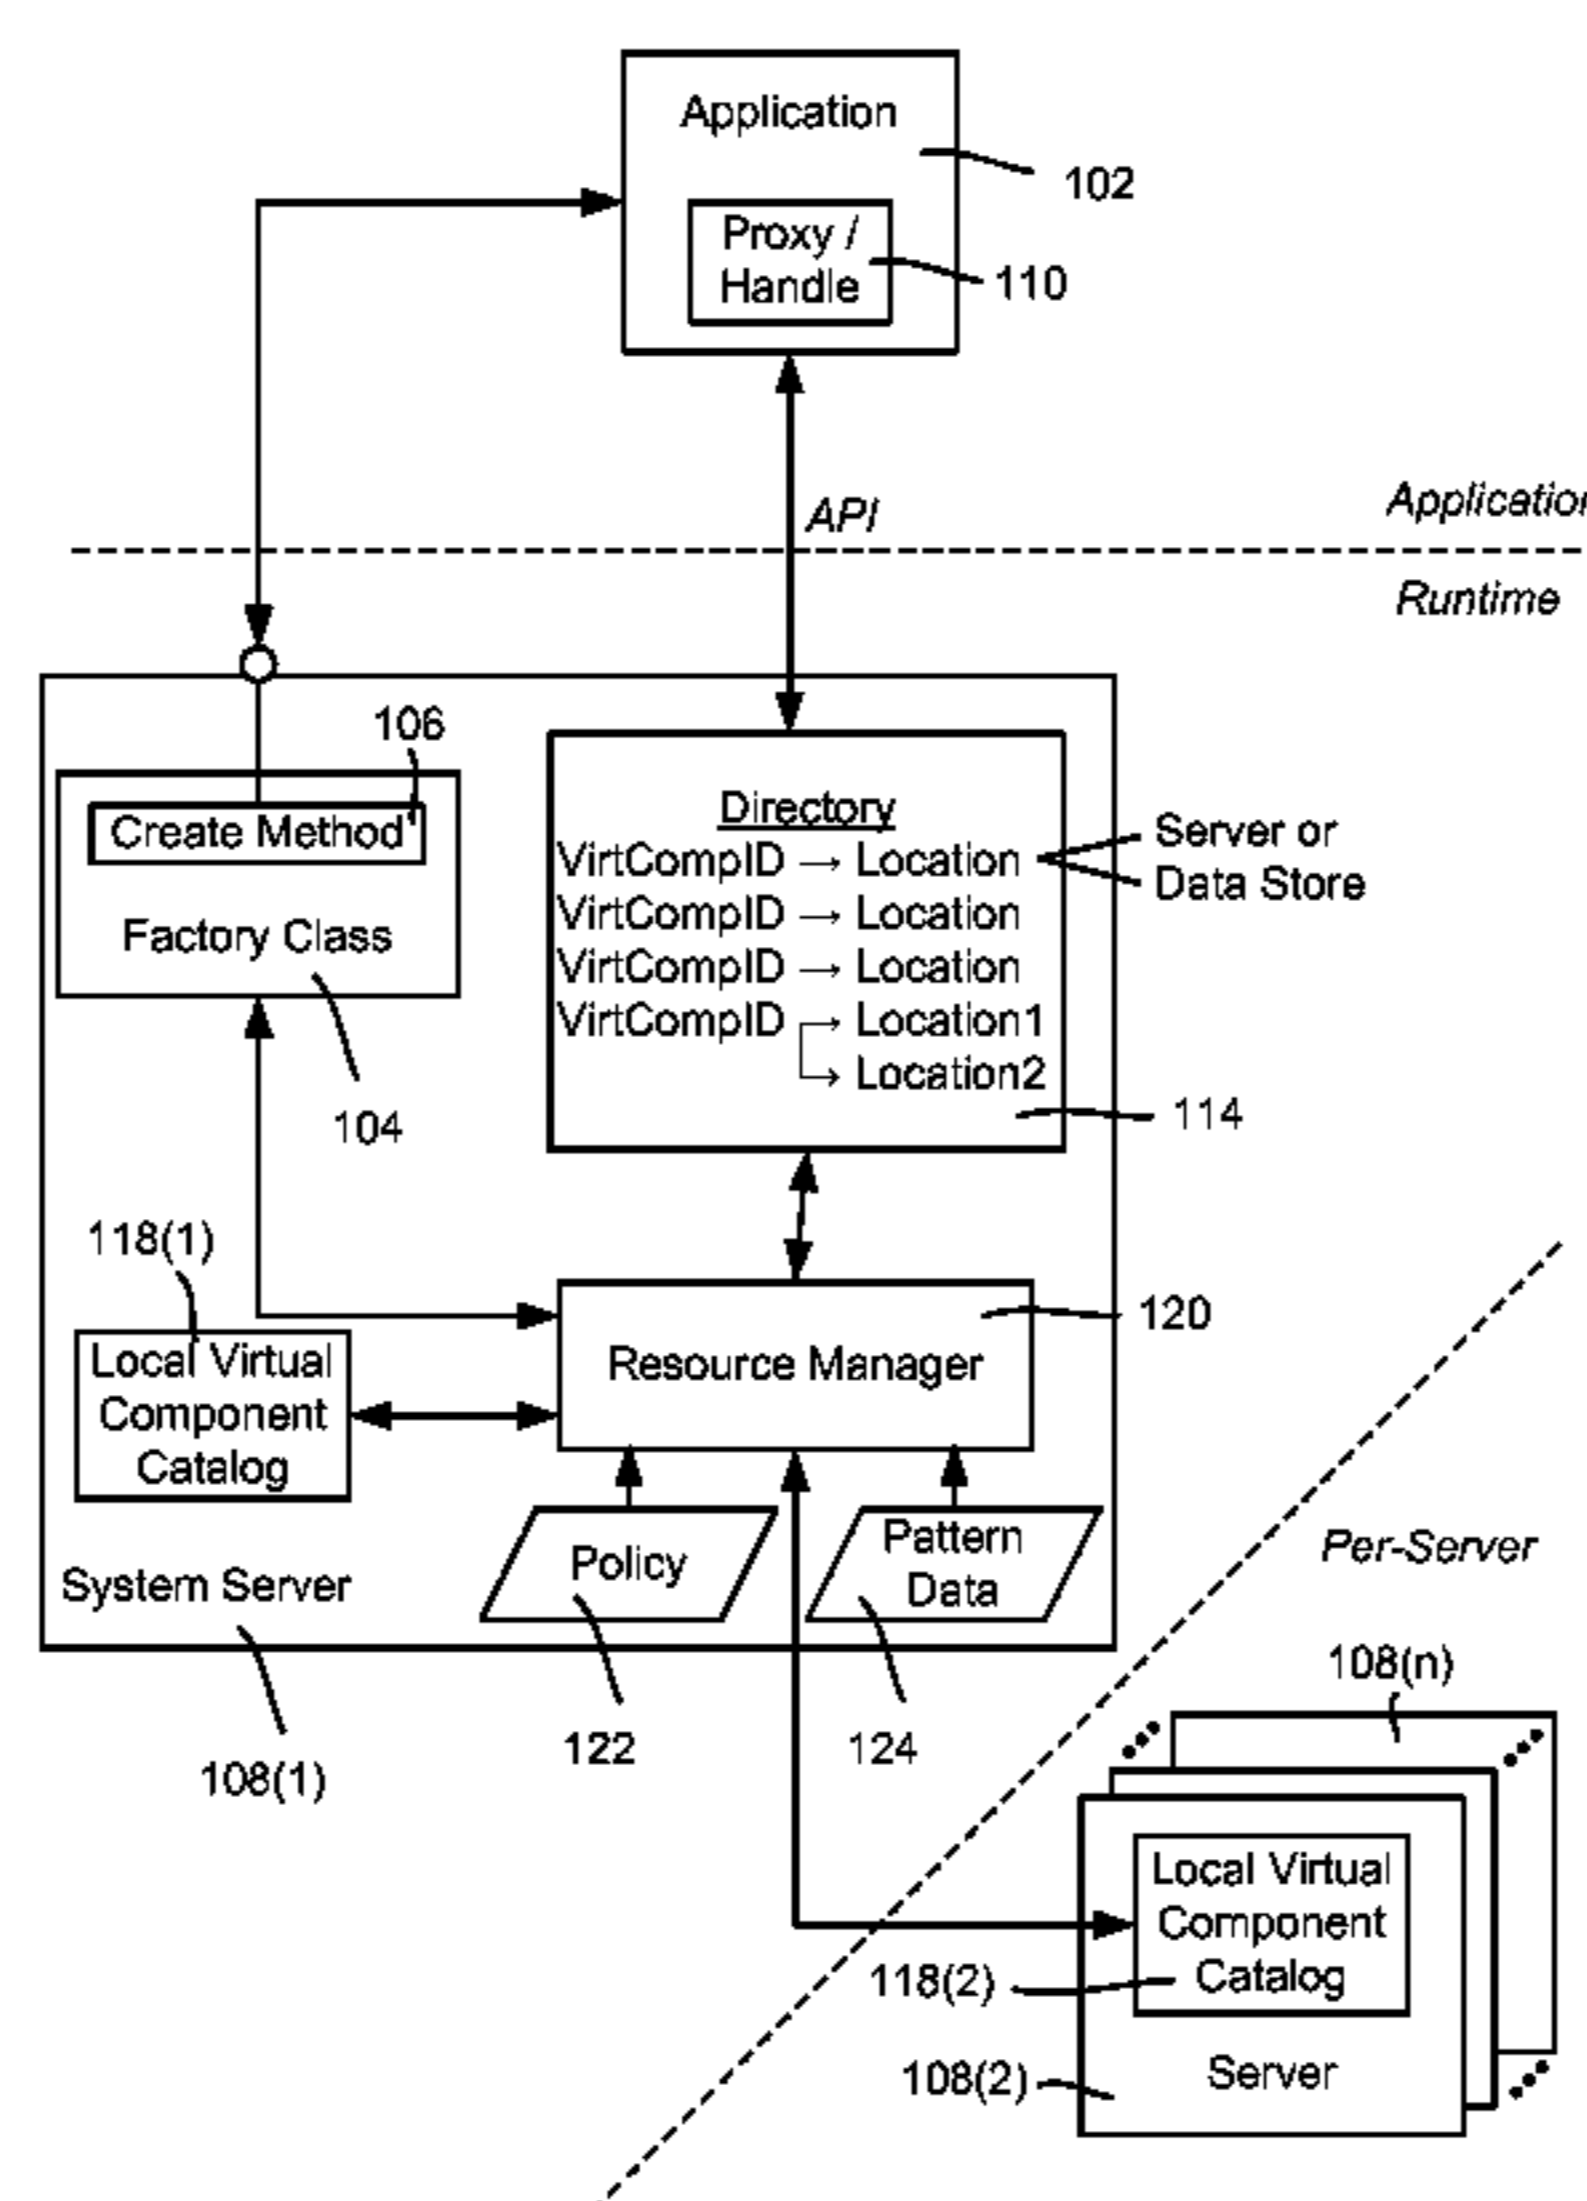 Application
102
Proxy /
Handle
110
API
Application
Runtime
106
Create Method
Factory Class
104
Directory
VirtCompID → Location
VirtCompID → Location
VirtCompID → Location
VirtCompID → Location1
→ Location2
Server or
Data Store
114
118(1)
Local Virtual
Component
Catalog
Resource Manager
120
Policy
Pattern
Data
System Server
122
124
108(1)
Per-Server
108(n)
Local Virtual
Component
Catalog
118(2)
Server
108(2)